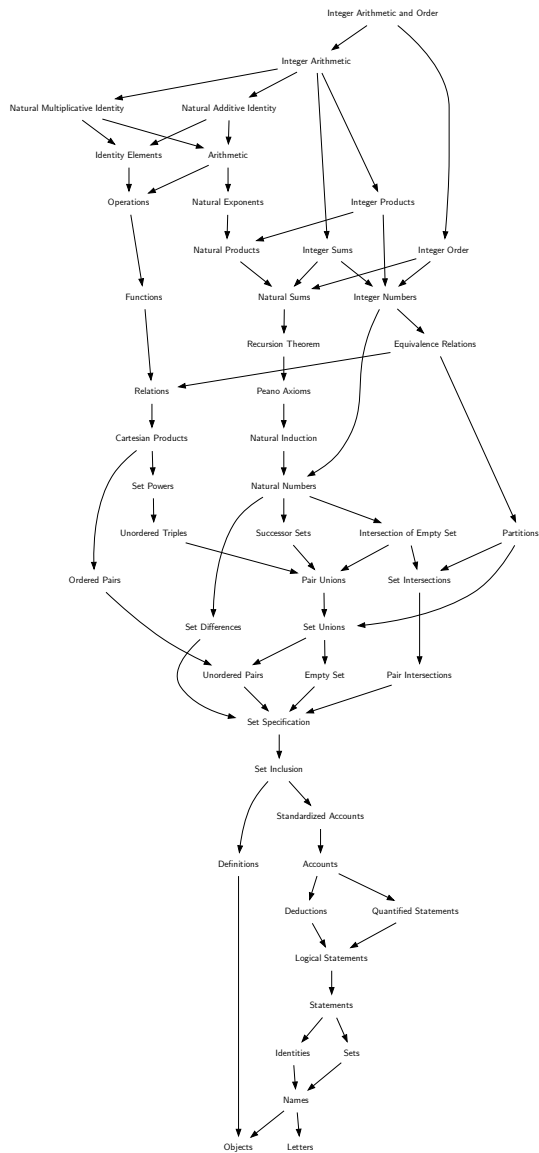 Integer Arithmetic and Order
Integer Arithmetic
Natural Multiplicative Identity
Natural Additive Identity
Identity Elements
Arithmetic
Operations
Natural Exponents
Integer Products
Natural Products
Integer Sums
Integer Order
Functions
Natural Sums
Integer Numbers
Recursion Theorem
Equivalence Relations
Relations
Peano Axioms
Cartesian Products
Natural Induction
Set Powers
Natural Numbers
Unordered Triples
Successor Sets
Intersection of Empty Set
Partitions
Ordered Pairs
Pair Unions
Set Intersections
Set Differences
Set Unions
Unordered Pairs
Empty Set
Pair Intersections
Set Specification
Set Inclusion
Standardized Accounts
Definitions
Accounts
Deductions
Quantified Statements
Logical Statements
Statements
Identities
Sets
Names
Objects
Letters